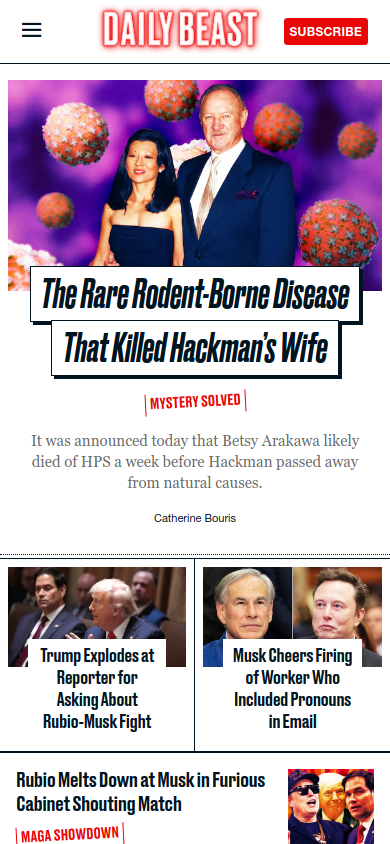 DAILY BEAST
SUBSCRIBE
The Rare Rodent-Borne Disease
That Killed Hackman's Wife
MYSTERY SOLVED
It was announced today that Betsy Arakawa likely
died of HPS a week before Hackman passed away
from natural causes.
Catherine Bouris
Trump Explodes at
Reporter for
Asking About
Rubio-Musk Fight
Musk Cheers Firing
of Worker Who
Included Pronouns
in Email
Rubio Melts Down at Musk in Furious
Cabinet Shouting Match
MAGA SHOWDOWN